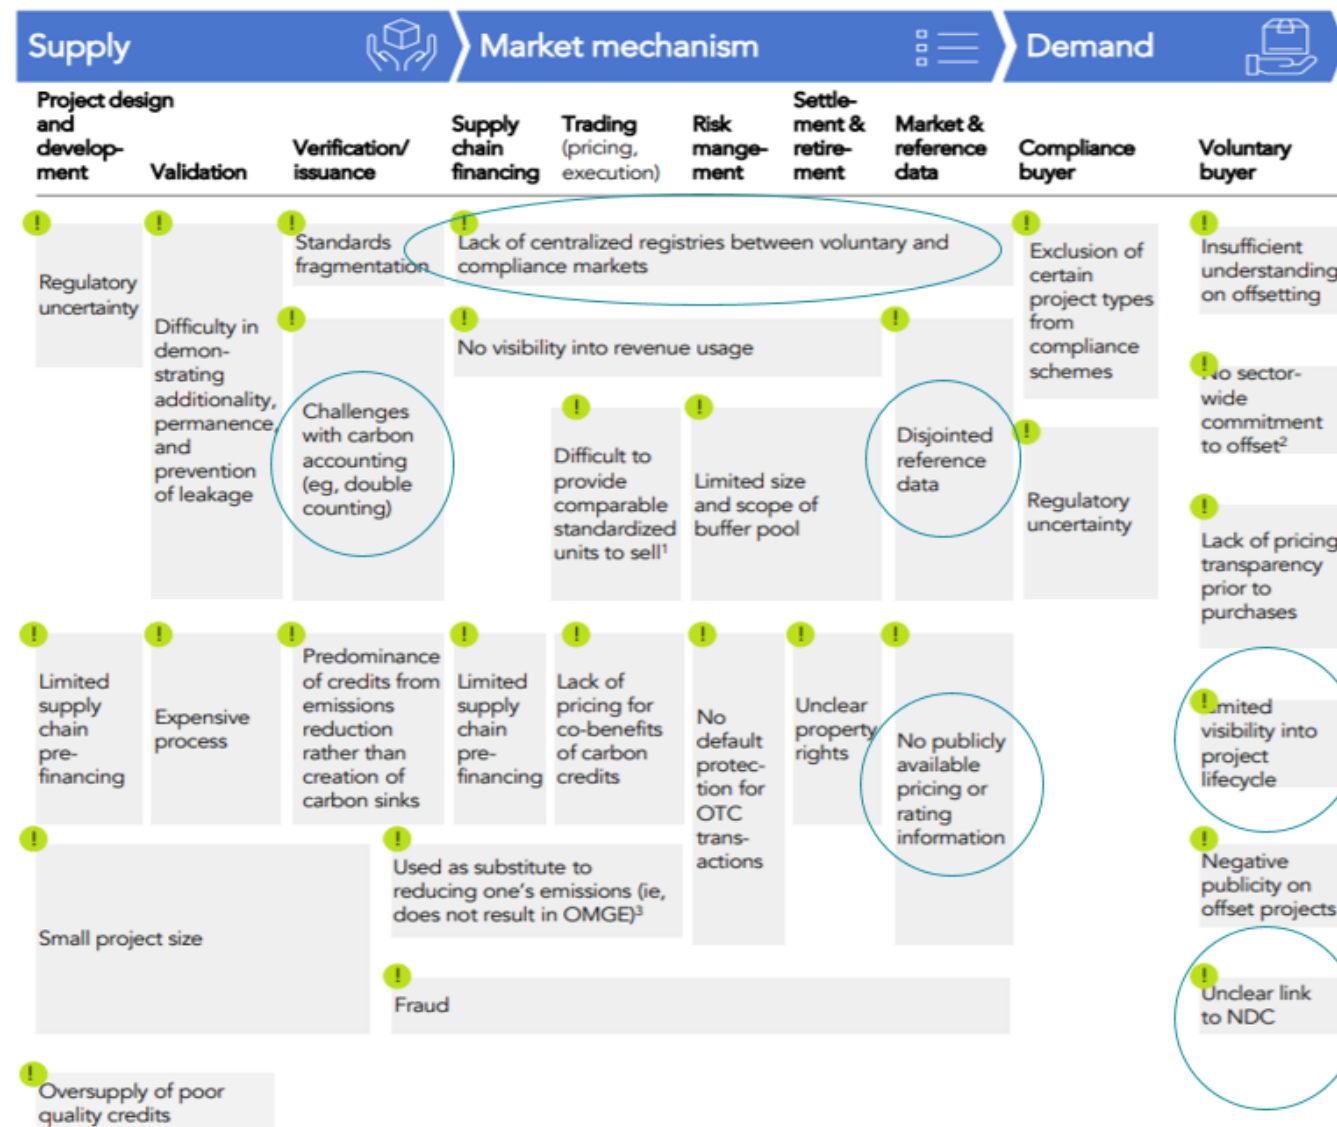 Supply
Market mechanism
Demand
Project design
and
develop-
ment
Validation
Verification/
issuance
Supply
chain
financing
Trading
(pricing,
execution)
Risk
mange-
ment
Settle-
ment &
retire-
ment
Market &
reference
data
Compliance
buyer
Voluntary
buyer
!
Regulatory
uncertainty
!
Difficulty in
demon-
strating
additionality,
permanence,
and
prevention
of leakage
!
Standards
fragmentation
!
Lack of centralized registries between voluntary and
compliance markets
!
Exclusion of
certain
project types
from
compliance
schemes
!
Insufficient
understanding
on offsetting
!
Challenges
with carbon
accounting
(eg, double
counting)
!
No visibility into revenue usage
!
Disjointed
reference
data
!
No sector-
wide
commitment
to offset²
!
Difficult to
provide
comparable
standardized
units to sell¹
!
Limited size
and scope of
buffer pool
!
Regulatory
uncertainty
!
Lack of pricing
transparency
prior to
purchases
!
Limited
supply
chain
pre-
financing
!
Expensive
process
!
Predominance
of credits from
emissions
reduction
rather than
creation of
carbon sinks
!
Limited
supply
chain
pre-
financing
!
Lack of
pricing for
co-benefits
of carbon
credits
!
No
default
protec-
tion for
OTC
trans-
actions
!
Unclear
property
rights
!
No publicly
available
pricing or
rating
information
!
Limited
visibility into
project
lifecycle
!
Small project size
!
Used as substitute to
reducing one's emissions (ie,
does not result in OMGE)³
!
Negative
publicity on
offset projects
!
Fraud
!
Unclear link
to NDC
!
Oversupply of poor
quality credits